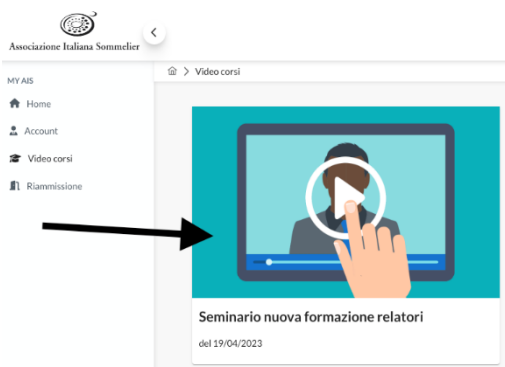 Associazione Italiana Sommelier
MY AIS
Home
Account
Video corsi
Riammissione
Video corsi
Seminario nuova formazione relatori
del 19/04/2023